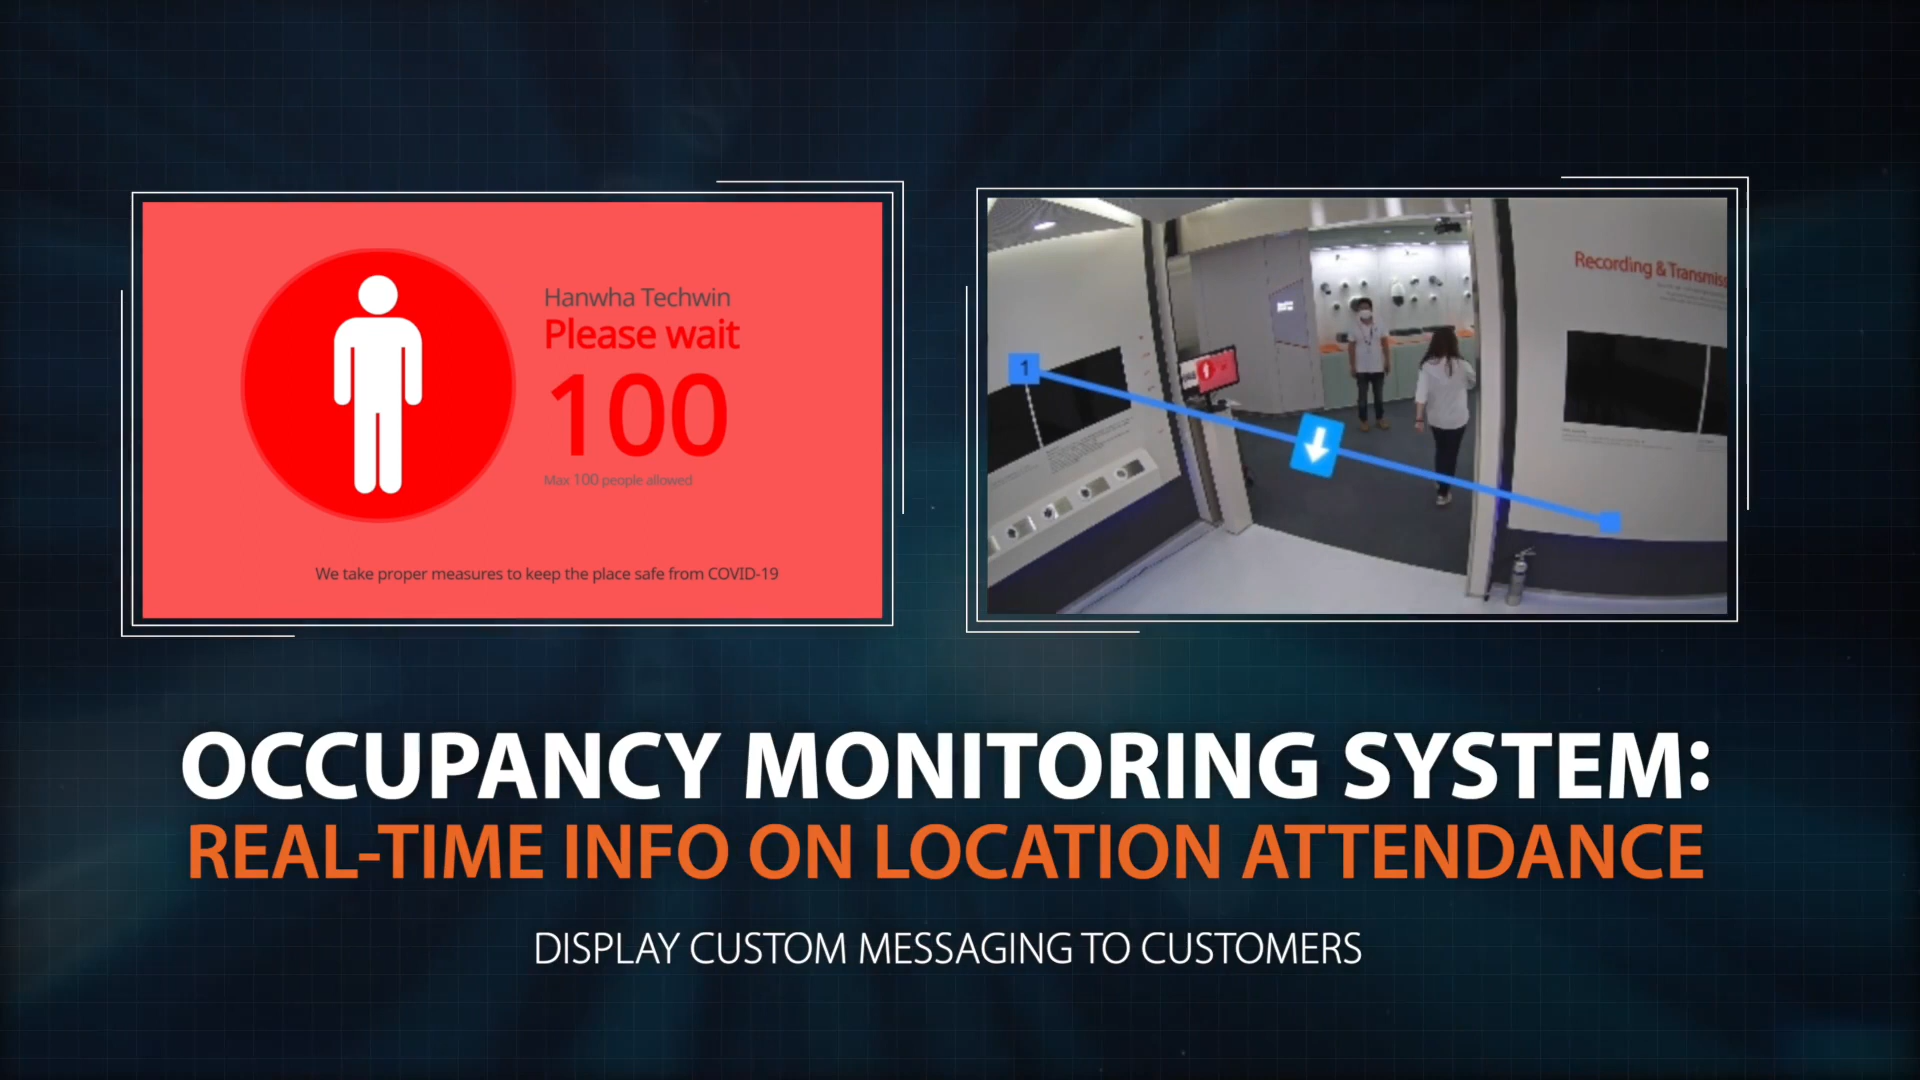 Hanwha Techwin
Please wait
100
Max 100 people allowed
We take proper measures to keep the place safe from COVID-19
1
Recording & Transmiss
OCCUPANCY MONITORING SYSTEM:
REAL-TIME INFO ON LOCATION ATTENDANCE
DISPLAY CUSTOM MESSAGING TO CUSTOMERS